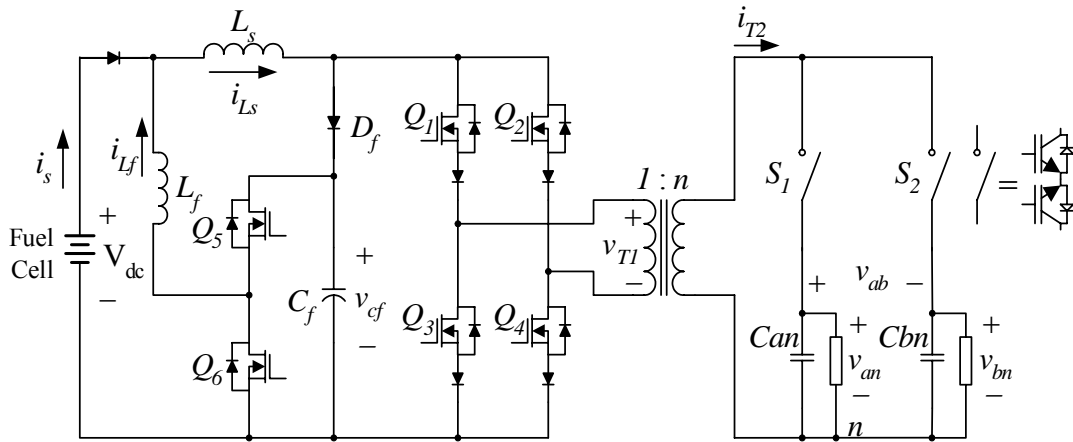 L_s
i_Ls
i_T2
i_s
i_Lf
L_f
D_f
Q_1
Q_2
1 : n
S_1
S_2
=
Fuel
Cell
+
V_dc
−
Q_5
C_f
+
v_cf
−
+
v_T1
−
Q_3
Q_4
Q_6
+
v_ab
−
Can
+
v_an
−
Cbn
+
v_bn
−
n